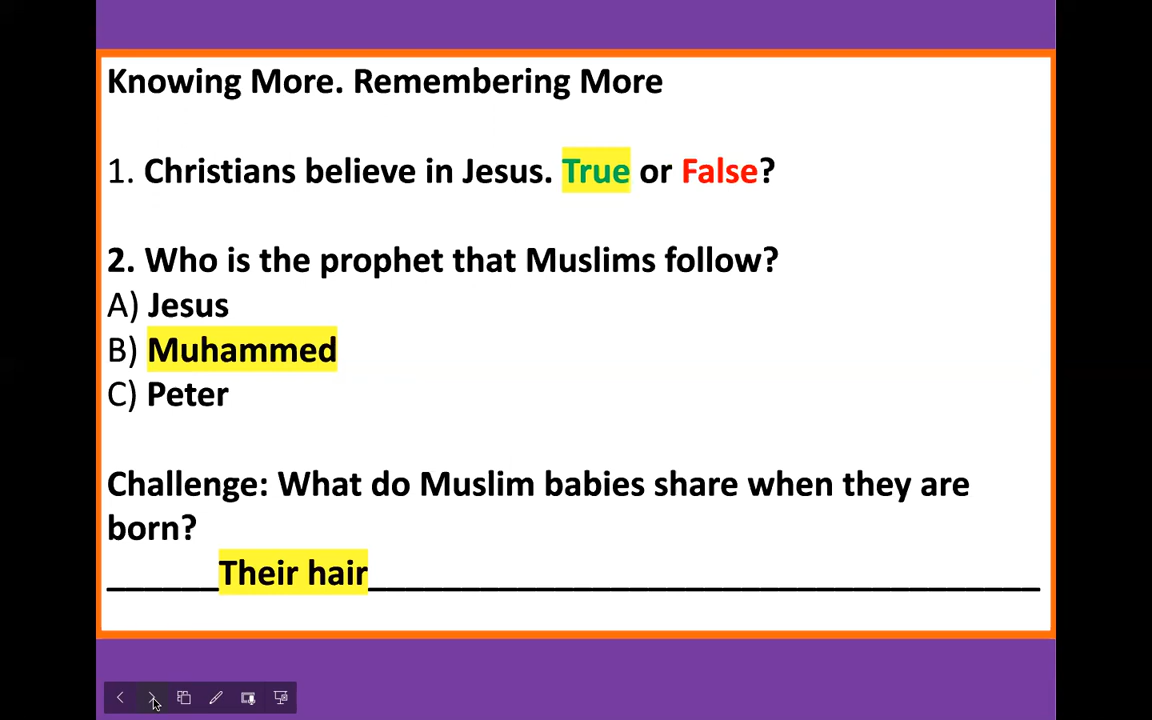 Knowing More. Remembering More
1. Christians believe in Jesus. True or False?
2. Who is the prophet that Muslims follow?
A) Jesus
B) Muhammed
C) Peter
Challenge: What do Muslim babies share when they are
born?
______Their hair____________________________________